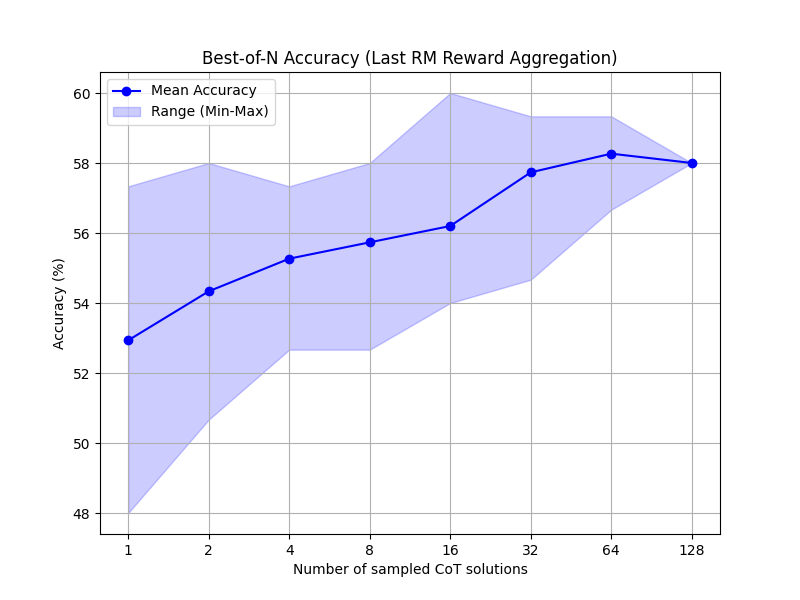 Best-of-N Accuracy (Last RM Reward Aggregation)
Mean Accuracy
Range (Min-Max)
Accuracy (%)
60
58
56
54
52
50
48
1 2 4 8 16 32 64 128
Number of sampled CoT solutions